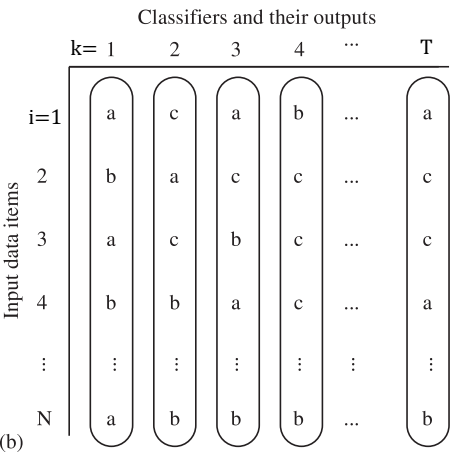 Classifiers and their outputs
k= 1 2 3 4 ... T
i=1 a c a b ... a
2 b a c c ... c
3 a c b c ... c
4 b b a c ... a
⋮ ⋮ ⋮ ⋮ ⋮ ⋮ ⋮
N a b b b ... b
Input data items
(b)